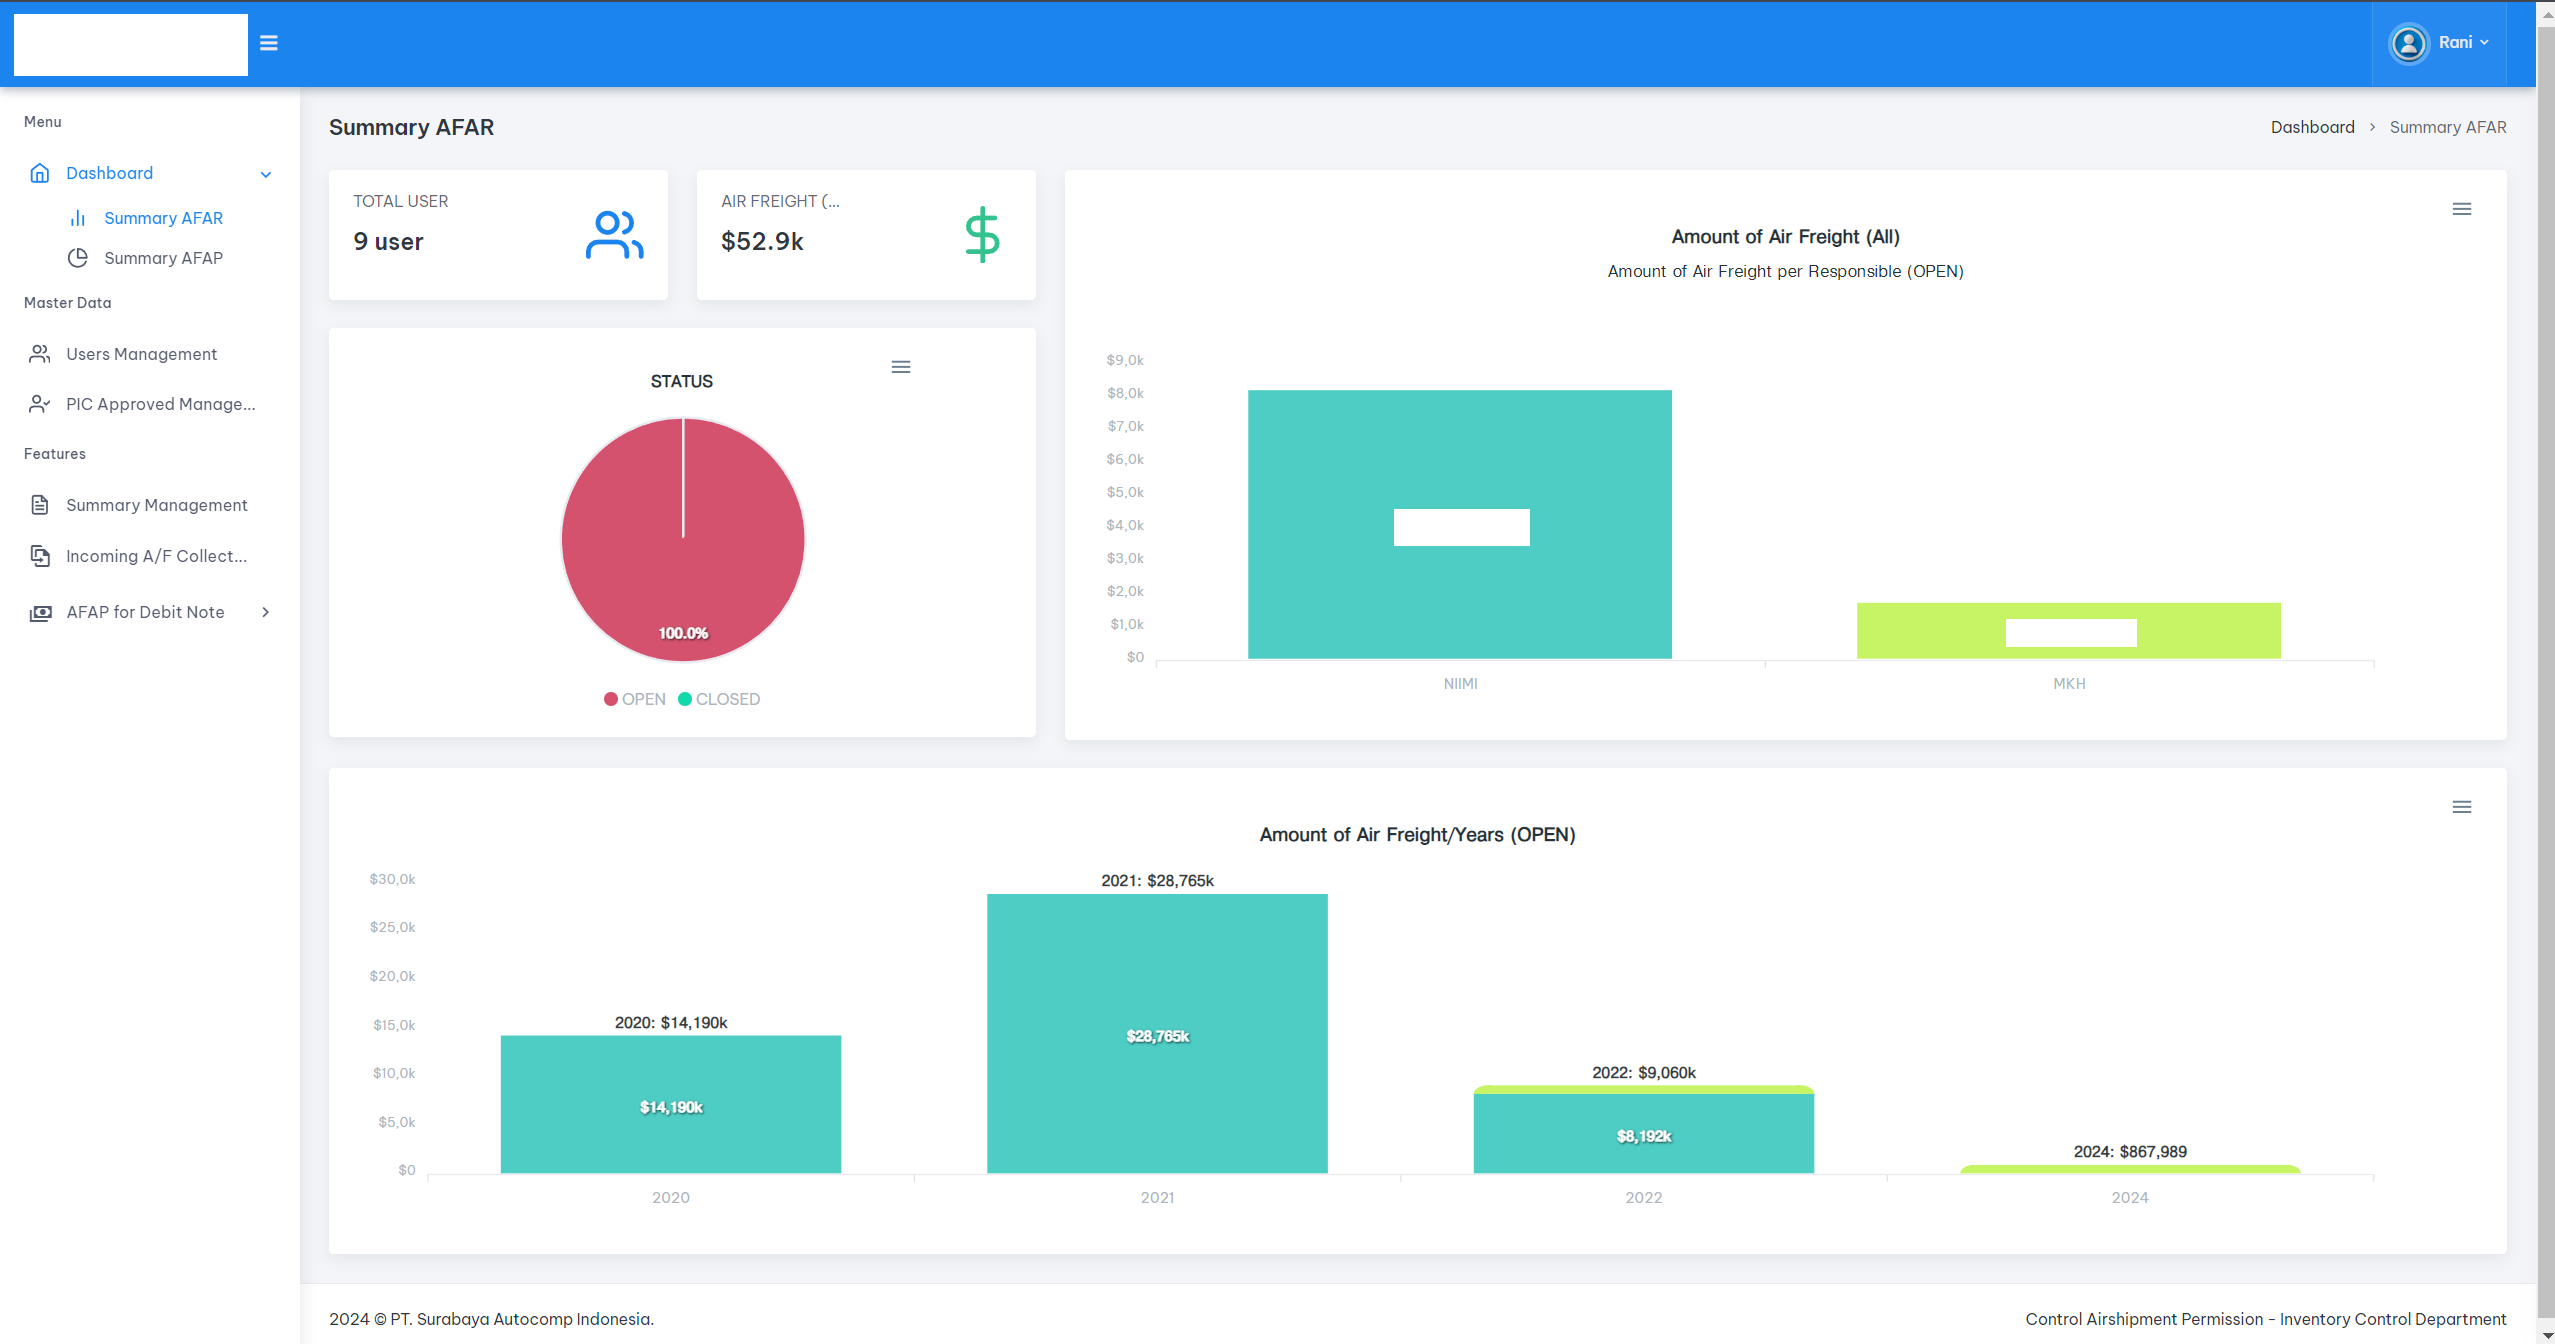 Rani
Menu
Dashboard
Summary AFAR
Summary AFAP
Master Data
Users Management
PIC Approved Manage...
Features
Summary Management
Incoming A/F Collect...
AFAP for Debit Note
Summary AFAR
Dashboard > Summary AFAR
TOTAL USER
9 user
AIR FREIGHT (...
$52.9k
STATUS
100.0%
OPEN CLOSED
Amount of Air Freight (All)
Amount of Air Freight per Responsible (OPEN)
$9,0k
$8,0k
$7,0k
$6,0k
$5,0k
$4,0k
$3,0k
$2,0k
$1,0k
$0
NIIMI MKH
Amount of Air Freight/Years (OPEN)
$30,0k
$25,0k
$20,0k
$15,0k
$10,0k
$5,0k
$0
2020: $14,190k
$14,190k
2021: $28,765k
$28,765k
2022: $9,060k
$8,192k
2024: $867,989
2020 2021 2022 2024
2024 © PT. Surabaya Autocomp Indonesia.
Control Airshipment Permission - Inventory Control Department